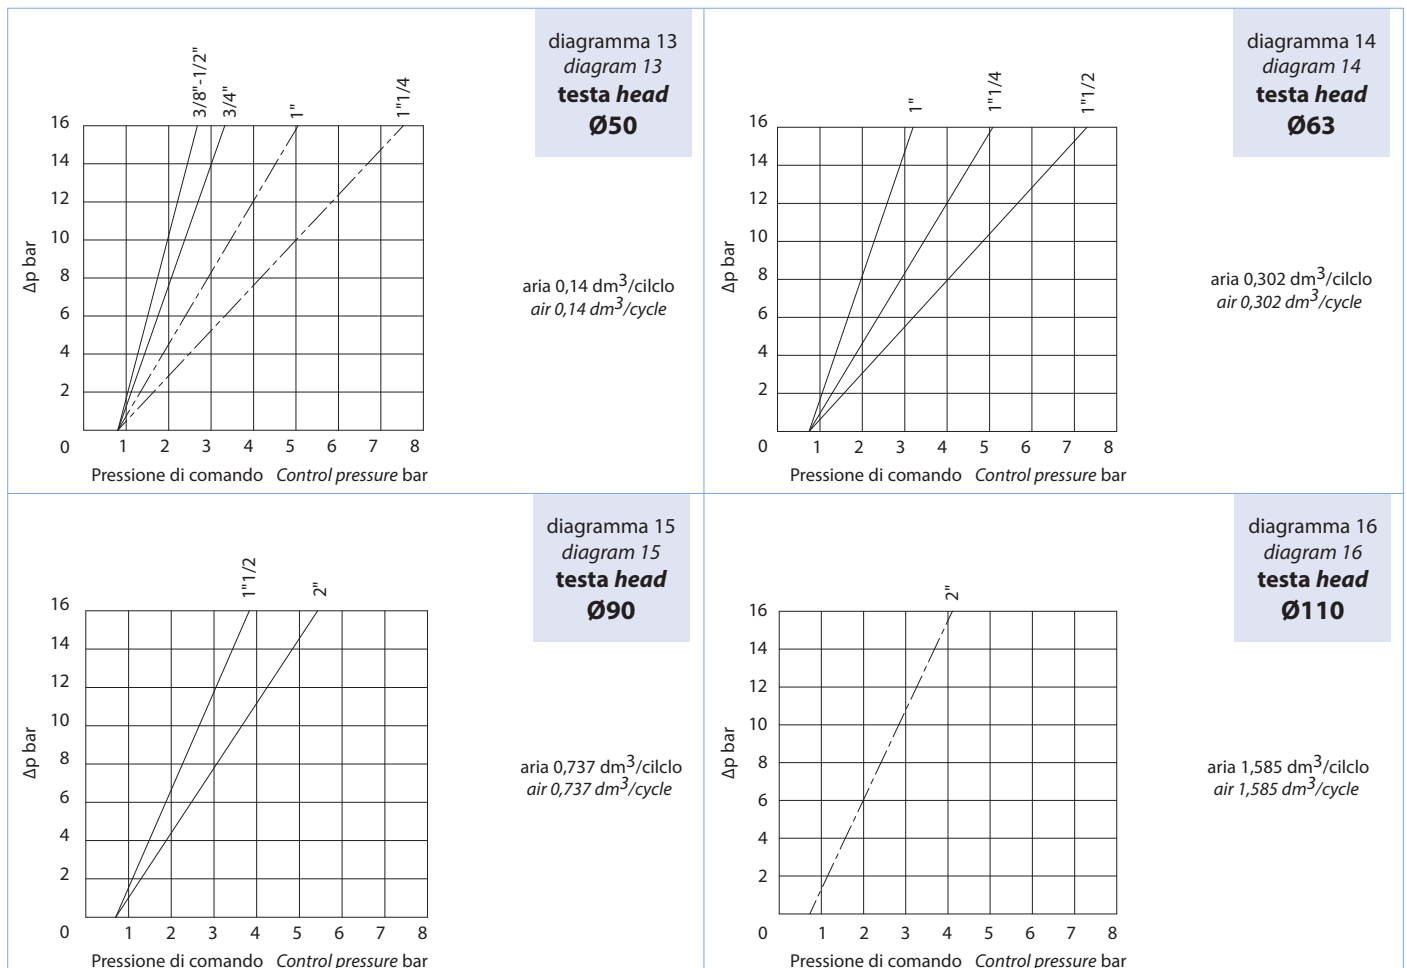 diagramma 13
diagram 13
testa head
Ø50
3/8"-1/2"
3/4"
1"
1"1/4
16
14
12
10
8
6
4
2
0
Δp bar
1 2 3 4 5 6 7 8
Pressione di comando Control pressure bar
aria 0,14 dm³/cilclo
air 0,14 dm³/cycle
diagramma 14
diagram 14
testa head
Ø63
1"
1"1/4
1"1/2
16
14
12
10
8
6
4
2
0
Δp bar
1 2 3 4 5 6 7 8
Pressione di comando Control pressure bar
aria 0,302 dm³/cilclo
air 0,302 dm³/cycle
diagramma 15
diagram 15
testa head
Ø90
1"1/2
2"
16
14
12
10
8
6
4
2
0
Δp bar
1 2 3 4 5 6 7 8
Pressione di comando Control pressure bar
aria 0,737 dm³/cilclo
air 0,737 dm³/cycle
diagramma 16
diagram 16
testa head
Ø110
2"
16
14
12
10
8
6
4
2
0
Δp bar
1 2 3 4 5 6 7 8
Pressione di comando Control pressure bar
aria 1,585 dm³/cilclo
air 1,585 dm³/cycle